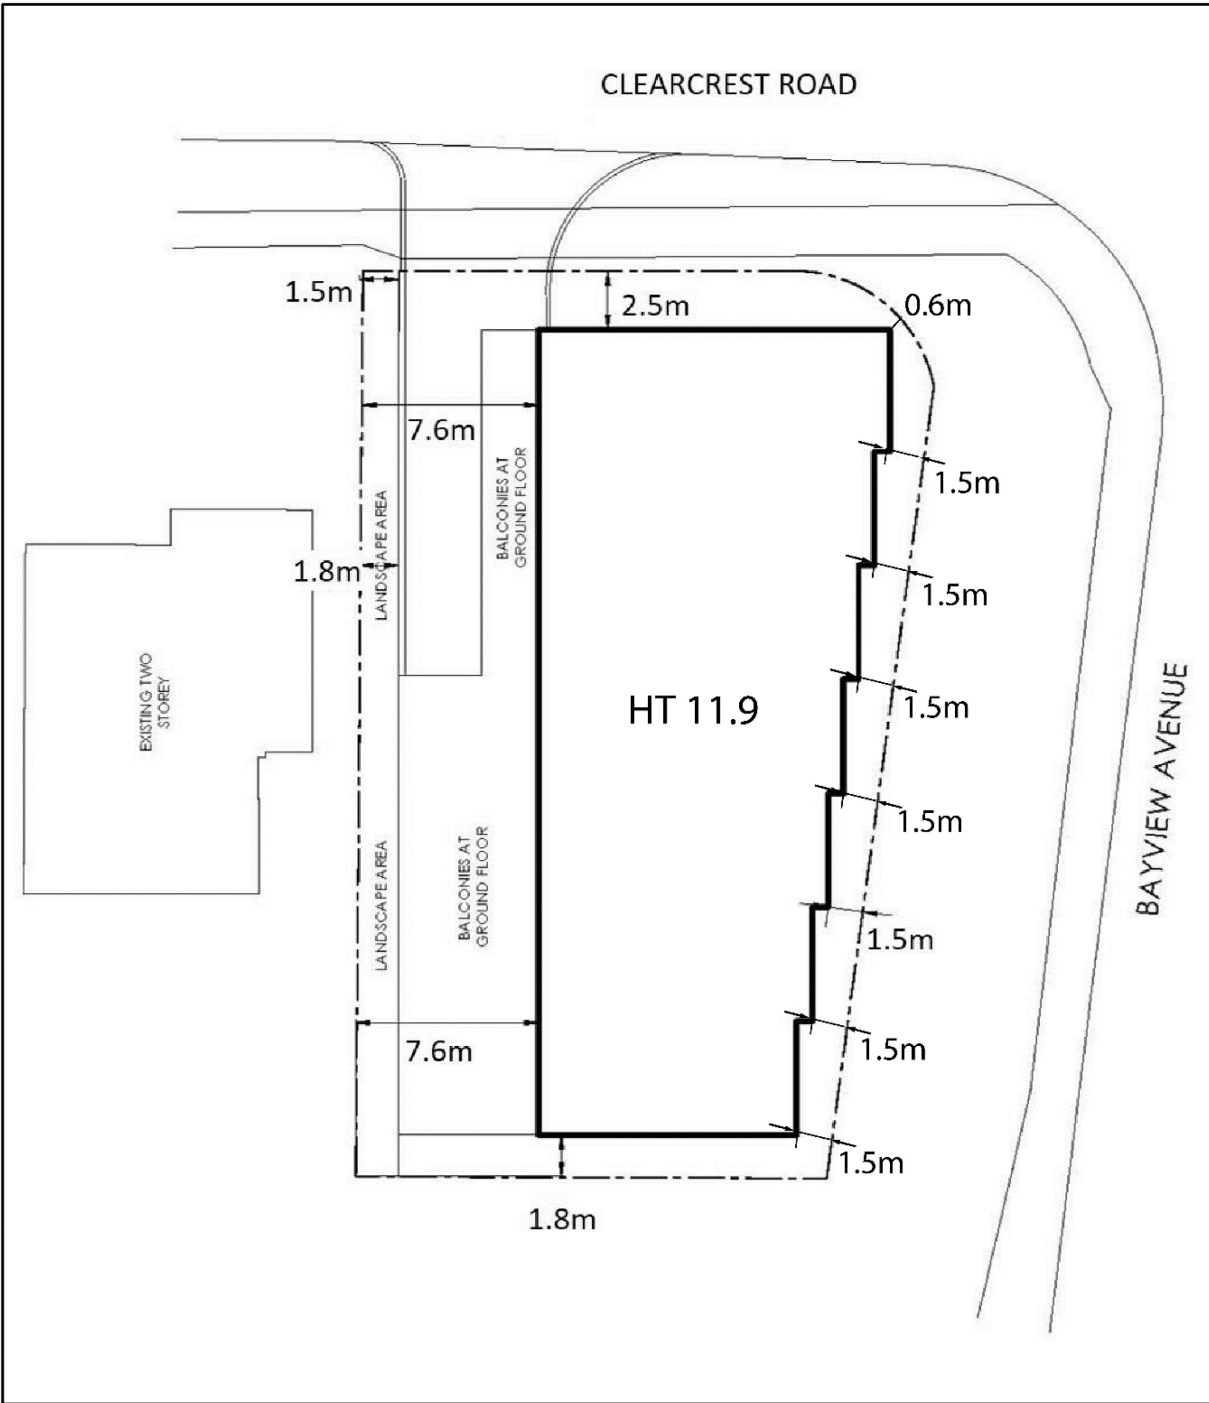 CLEARCREST ROAD
1.5m
2.5m
0.6m
7.6m
BALCONIES AT
GROUND FLOOR
1.5m
LANDSCAPE AREA
1.8m
1.5m
EXISTING TWO
STOREY
HT 11.9
1.5m
BAYVIEW AVENUE
1.5m
LANDSCAPE AREA
BALCONIES AT
GROUND FLOOR
1.5m
7.6m
1.5m
1.5m
1.8m